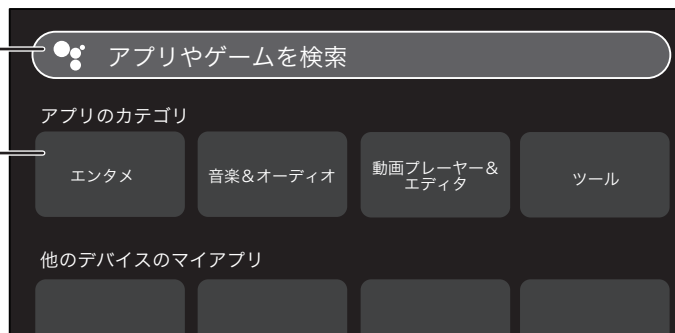 アプリやゲームを検索
アプリのカテゴリ
エンタメ
音楽&オーディオ
動画プレーヤー&
エディタ
ツール
他のデバイスのマイアプリ